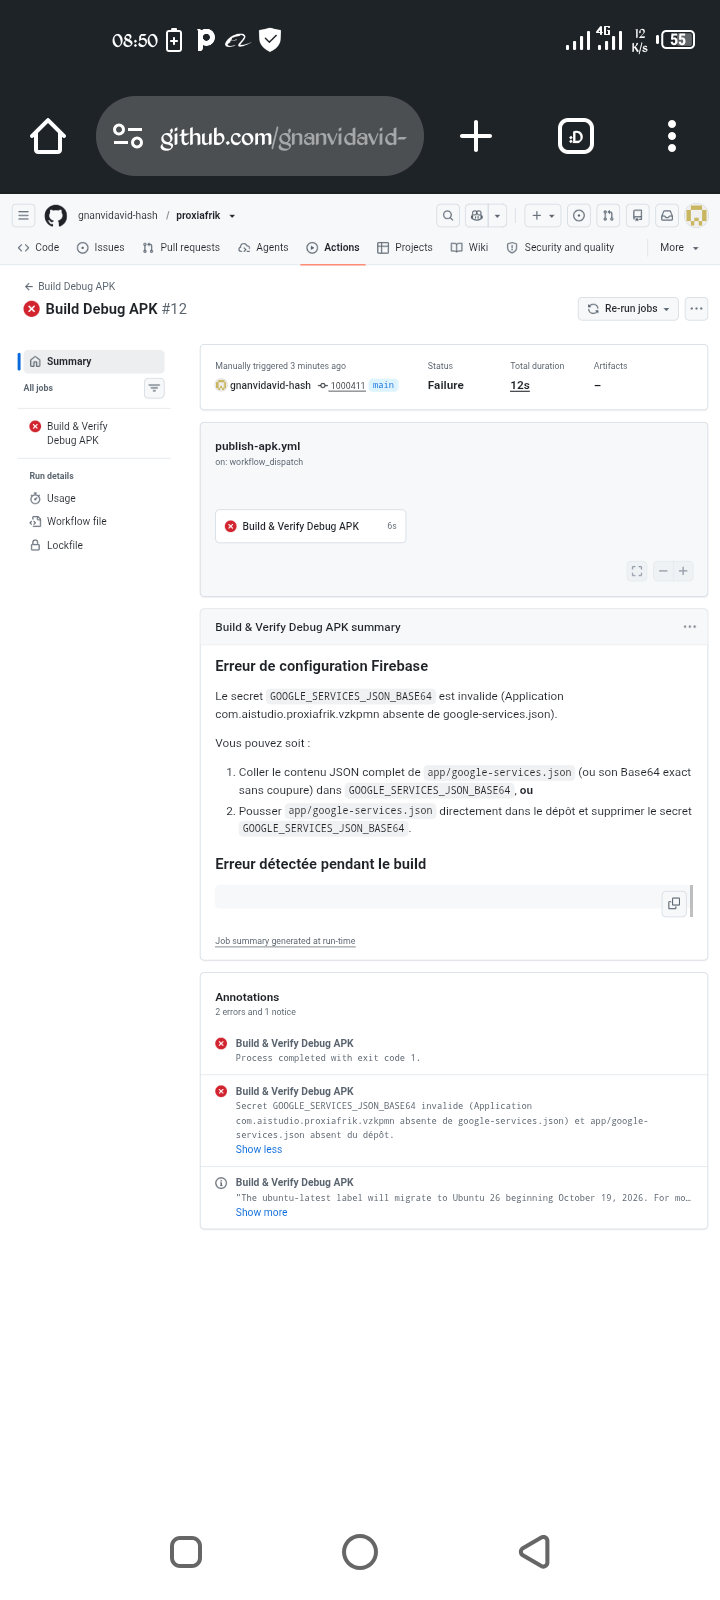 08:50
4G
12
K/s
55
github.com/gnanvidavid-
:D
gnanvidavid-hash / proxiafrik
Code Issues Pull requests Agents Actions Projects Wiki Security and quality More
Build Debug APK
Build Debug APK #12
Re-run jobs
Summary
All jobs
Build & Verify
Debug APK
Run details
Usage
Workflow file
Lockfile
Manually triggered 3 minutes ago
gnanvidavid-hash 1000411 main
Status
Failure
Total duration
12s
Artifacts
–
publish-apk.yml
on: workflow_dispatch
Build & Verify Debug APK 6s
Build & Verify Debug APK summary
Erreur de configuration Firebase
Le secret GOOGLE_SERVICES_JSON_BASE64 est invalide (Application
com.aistudio.proxiafrik.vzkpmn absente de google-services.json).
Vous pouvez soit :
1. Coller le contenu JSON complet de app/google-services.json (ou son Base64 exact
sans coupure) dans GOOGLE_SERVICES_JSON_BASE64 , ou
2. Pousser app/google-services.json directement dans le dépôt et supprimer le secret
GOOGLE_SERVICES_JSON_BASE64 .
Erreur détectée pendant le build
Job summary generated at run-time
Annotations
2 errors and 1 notice
Build & Verify Debug APK
Process completed with exit code 1.
Build & Verify Debug APK
Secret GOOGLE_SERVICES_JSON_BASE64 invalide (Application
com.aistudio.proxiafrik.vzkpmn absente de google-services.json) et app/google-
services.json absent du dépôt.
Show less
Build & Verify Debug APK
"The ubuntu-latest label will migrate to Ubuntu 26 beginning October 19, 2026. For mo…
Show more